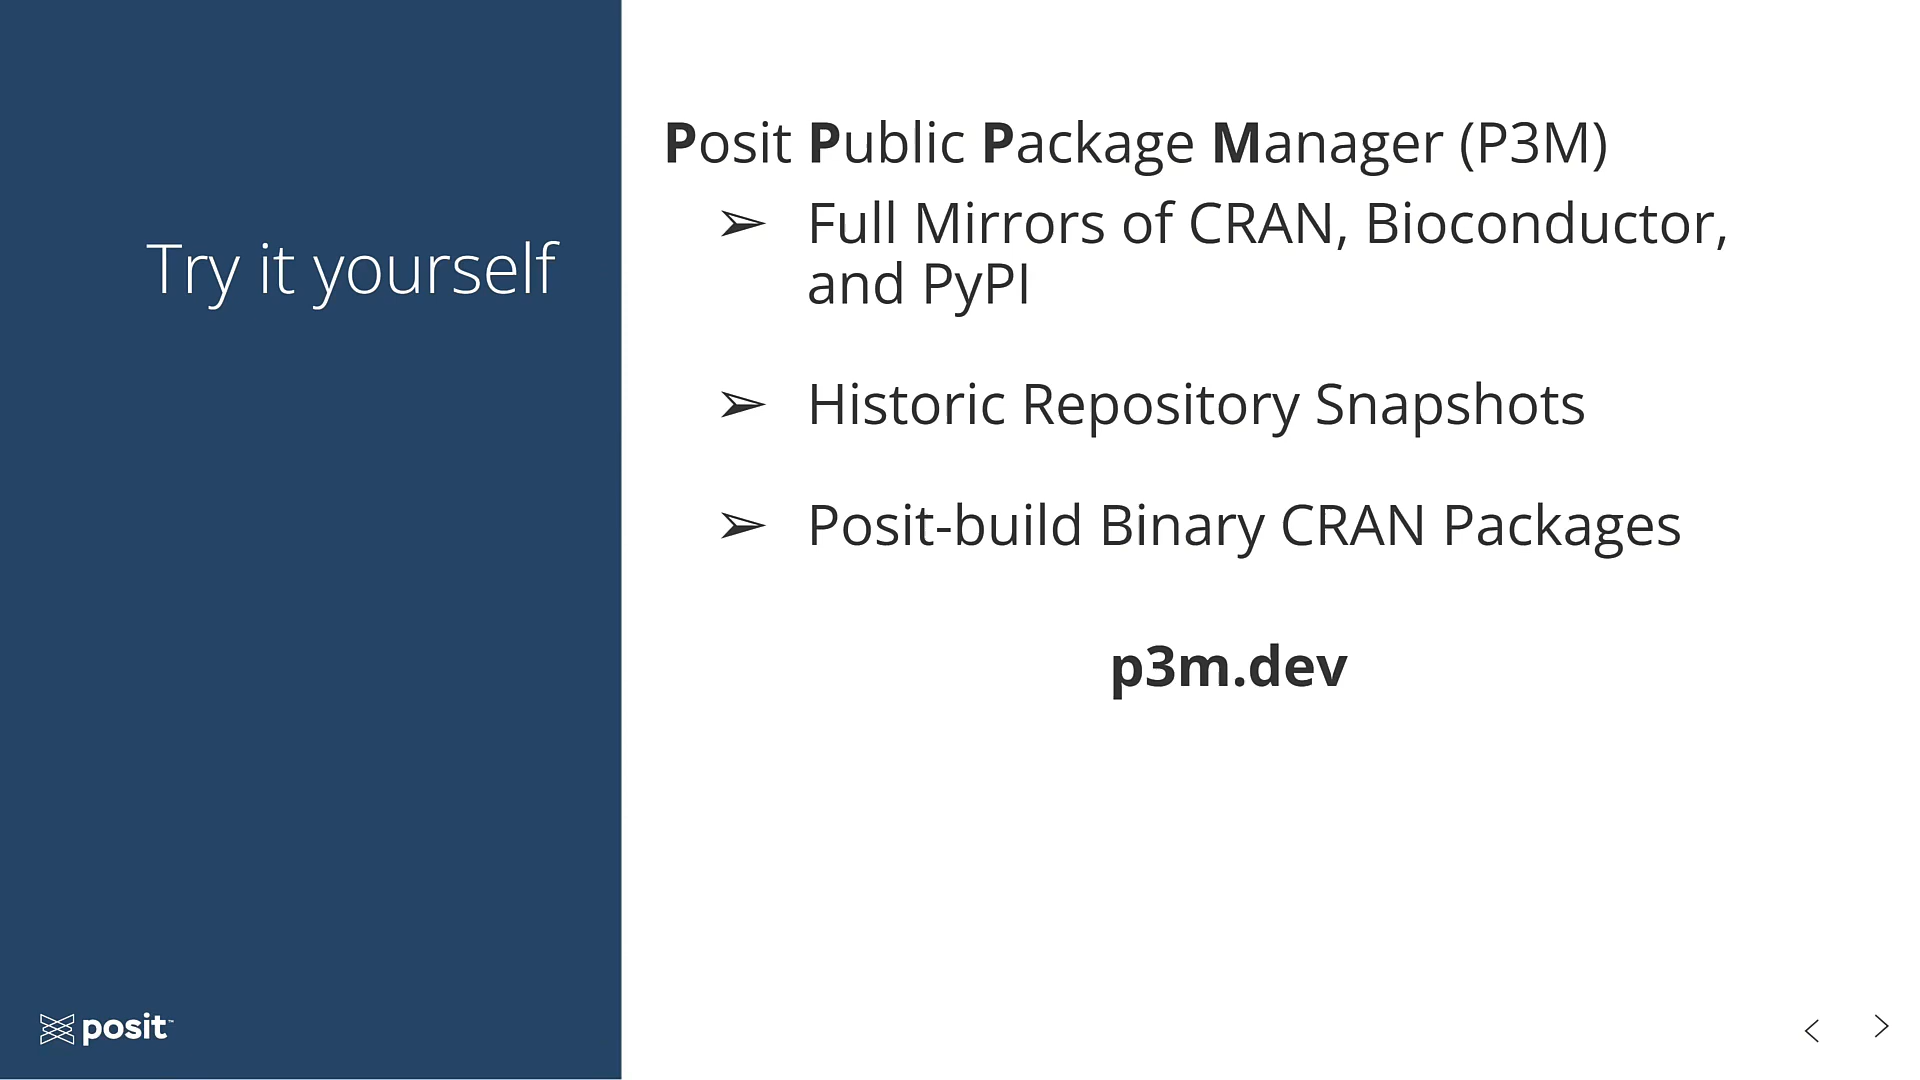 Try it yourself
Posit Public Package Manager (P3M)
➢ Full Mirrors of CRAN, Bioconductor,
and PyPI
➢ Historic Repository Snapshots
➢ Posit-build Binary CRAN Packages
p3m.dev
posit™